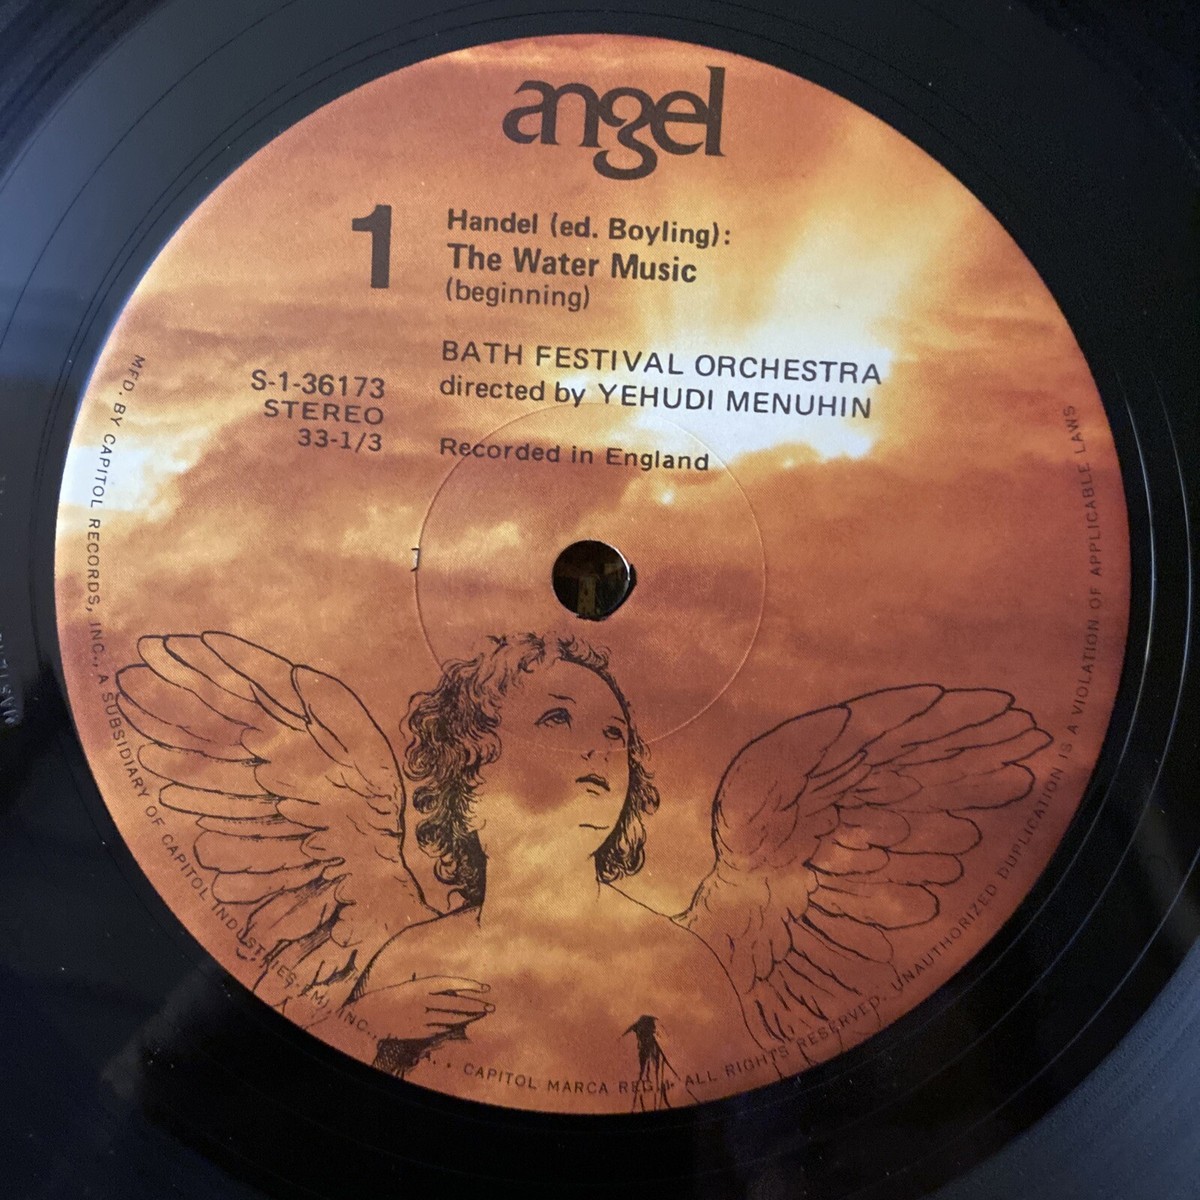 angel
1
Handel (ed. Boyling):
The Water Music
(beginning)
BATH FESTIVAL ORCHESTRA
directed by YEHUDI MENUHIN
Recorded in England
S-1-36173
STEREO
33-1/3
MFD. BY CAPITOL RECORDS, INC., A SUBSIDIARY OF CAPITOL INDUSTRIES-EMI, INC., • CAPITOL MARCA REG. • ALL RIGHTS RESERVED. UNAUTHORIZED DUPLICATION IS A VIOLATION OF APPLICABLE LAWS